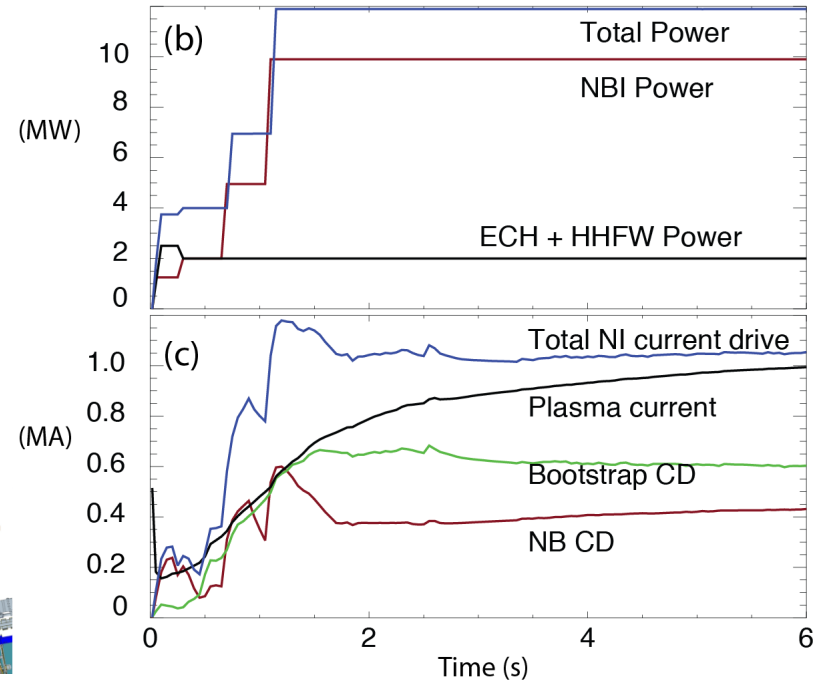 (b)
Total Power
10
NBI Power
8
(MW)
6
4
ECH + HHFW Power
2
0
(c)
Total NI current drive
1.0
Plasma current
0.8
(MA)
0.6
Bootstrap CD
0.4
NB CD
0.2
0
0 2 4 6
Time (s)